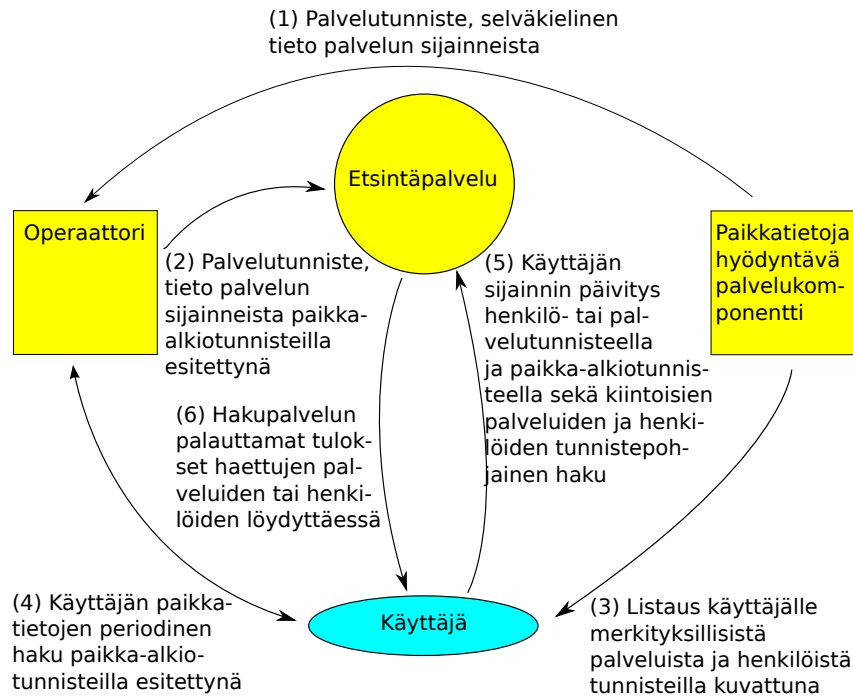 (1) Palvelutunniste, selväkielinen
tieto palvelun sijainneista
Etsintäpalvelu
Operaattori
Paikkatietoja
hyödyntävä
palvelukom-
ponentti
(2) Palvelutunniste,
tieto palvelun
sijainneista paikka-
alkiotunnisteilla
esitettynä
(5) Käyttäjän
sijainnin päivitys
henkilö- tai pal-
velutunnisteella
ja paikka-alkiotunnis-
teella sekä kiintoisien
palveluiden ja henki-
löiden tunnistepoh-
jainen haku
(6) Hakupalvelun
palauttamat tulok-
set haettujen pal-
veluiden tai henki-
löiden löydyttäessä
(4) Käyttäjän paikka-
tietojen periodinen
haku paikka-alkio-
tunnisteilla esitettynä
Käyttäjä
(3) Listaus käyttäjälle
merkityksillisistä
palveluista ja henkilöistä
tunnisteilla kuvattuna